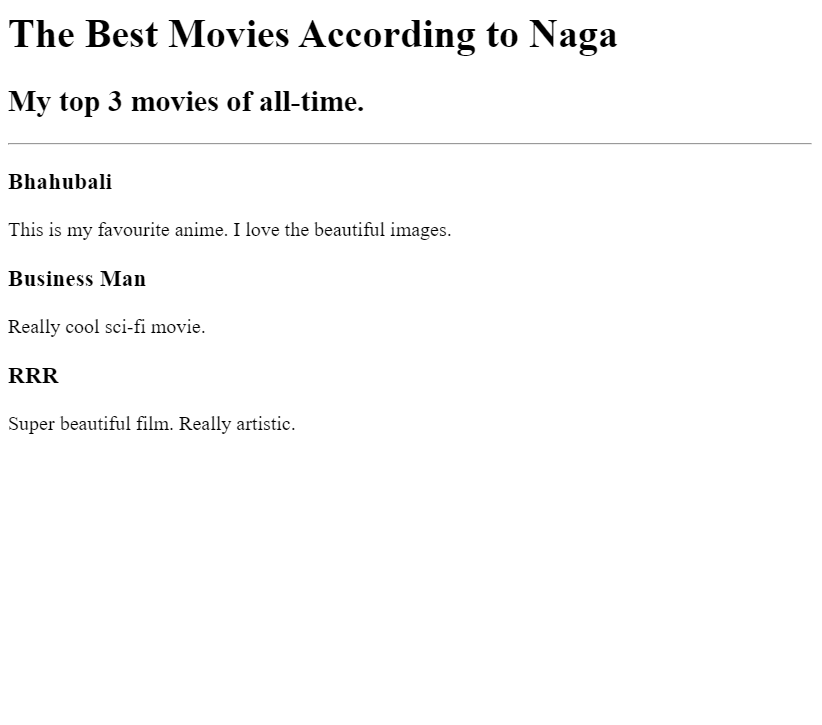 The Best Movies According to Naga
My top 3 movies of all-time.
Bhahubali
This is my favourite anime. I love the beautiful images.
Business Man
Really cool sci-fi movie.
RRR
Super beautiful film. Really artistic.